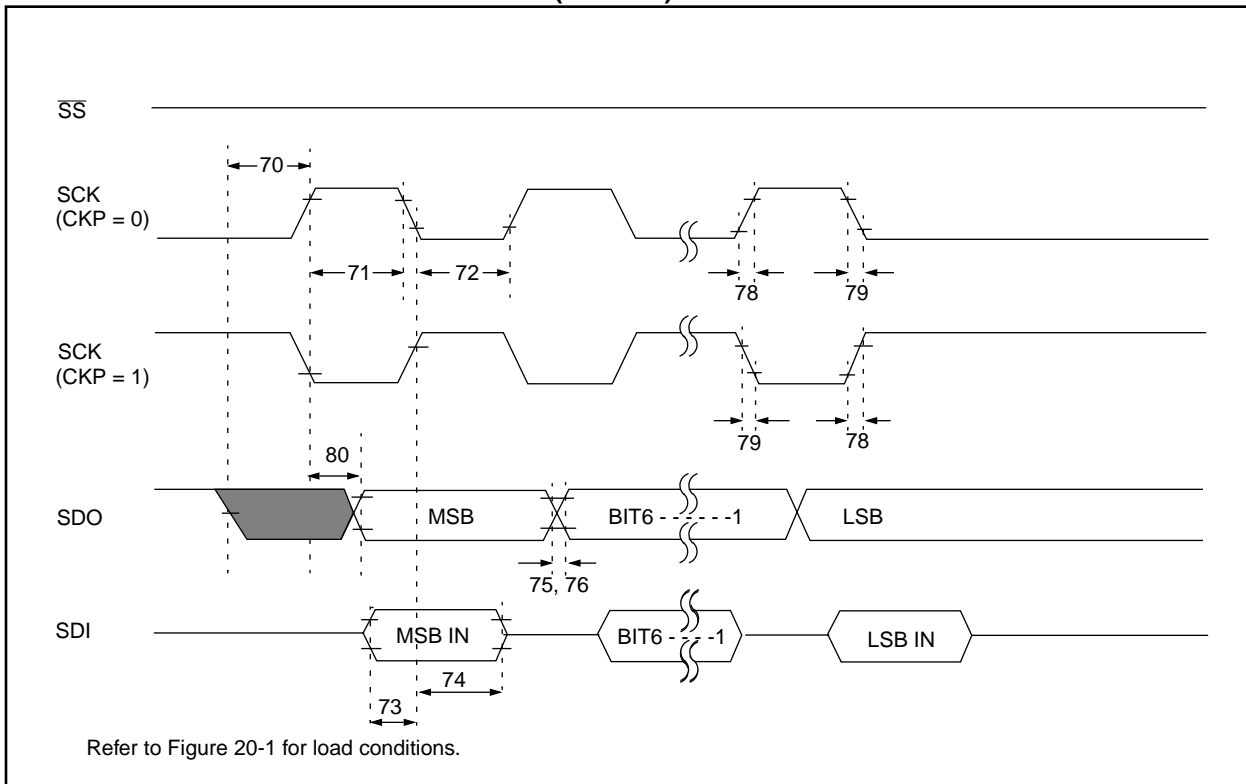 SS
70
SCK
(CKP = 0)
71
72
78
79
SCK
(CKP = 1)
79
78
80
SDO
MSB
BIT6 - - - - - -1
LSB
75, 76
SDI
MSB IN
BIT6 - - - -1
LSB IN
74
73
Refer to Figure 20-1 for load conditions.